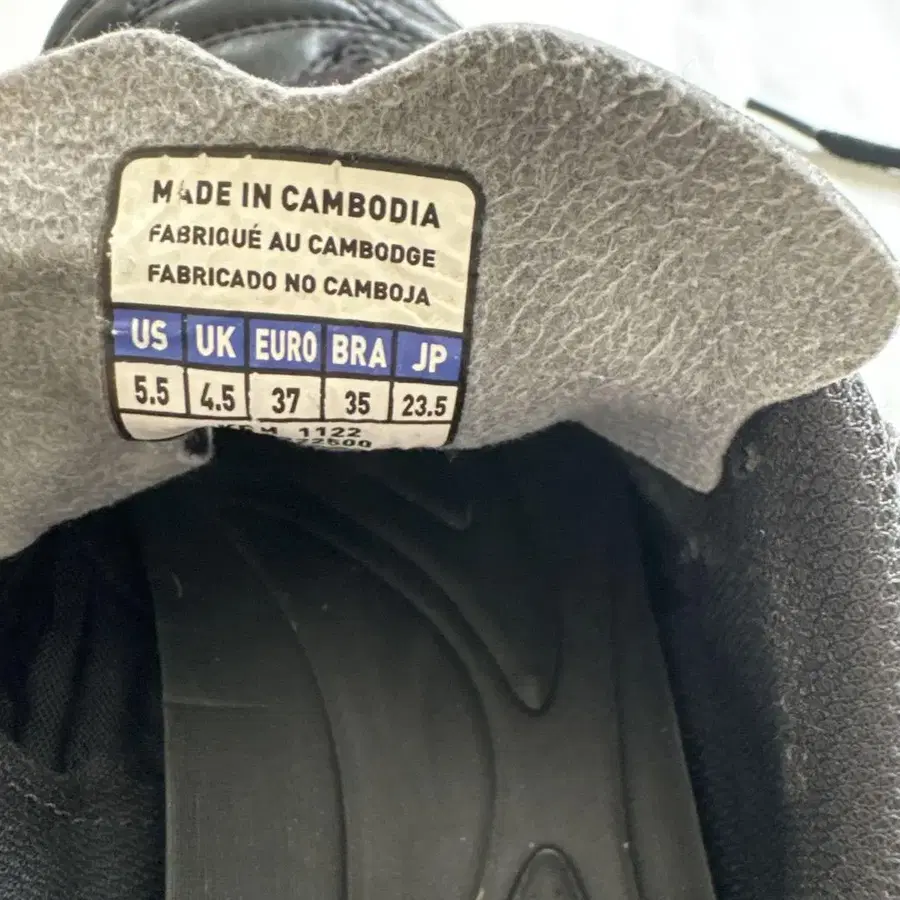 MADE IN CAMBODIA
FABRIQUÉ AU CAMBODGE
FABRICADO NO CAMBOJA
US UK EURO BRA JP
5.5 4.5 37 35 23.5
1122